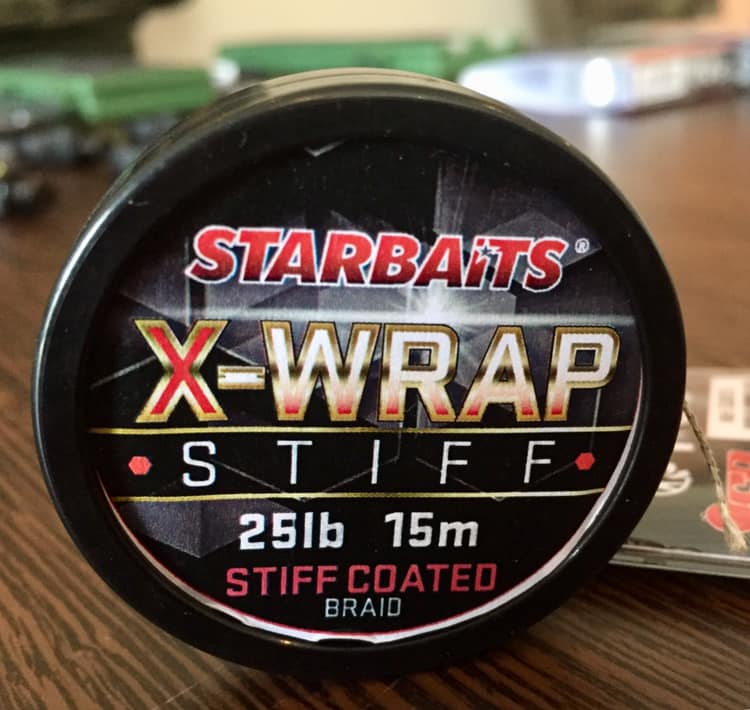 STARBAITS®
X-WRAP
STIFF
25lb 15m
STIFF COATED
BRAID